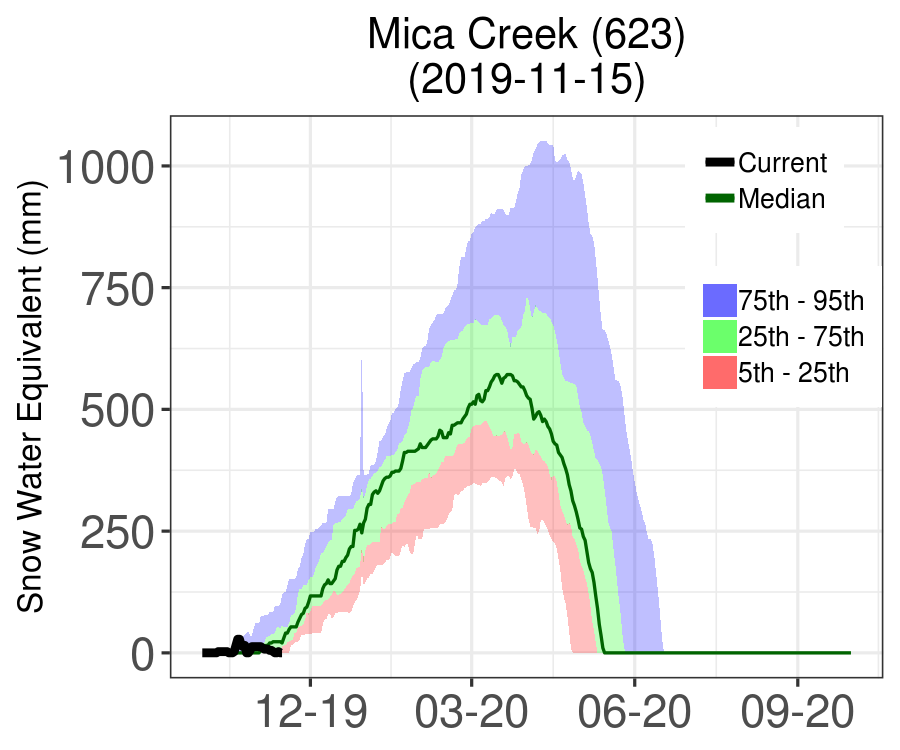 Mica Creek (623)
(2019-11-15)
Snow Water Equivalent (mm)
1000
750
500
250
0
12-19
03-20
06-20
09-20
Current
Median
75th - 95th
25th - 75th
5th - 25th